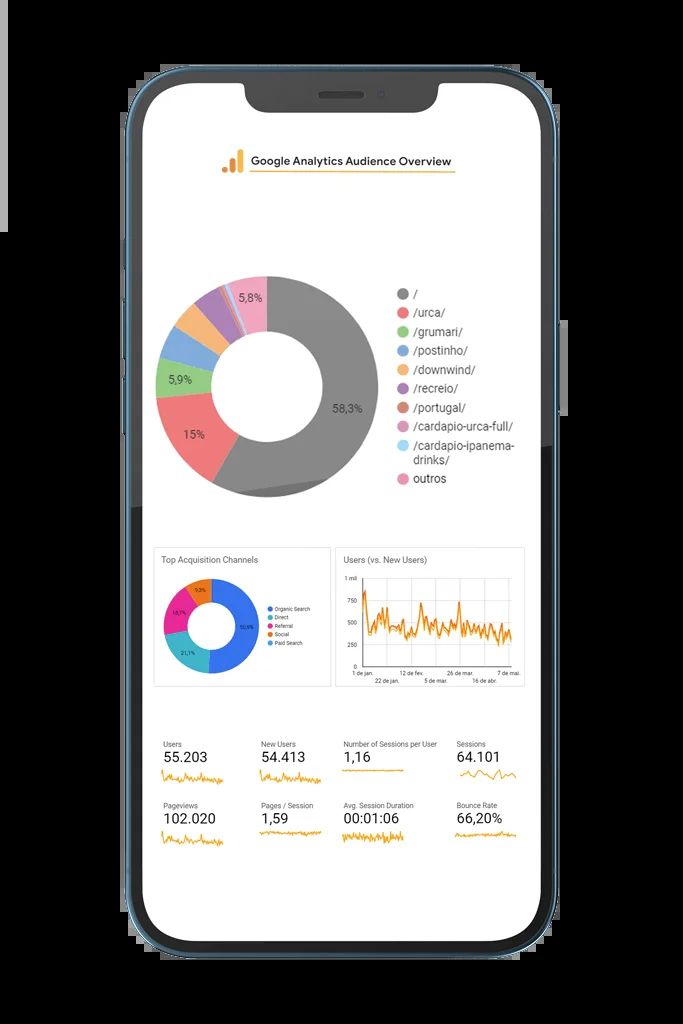 Google Analytics Audience Overview
5,8%
5,9%
15%
58,3%
/
/urca/
/grumari/
/postinho/
/downwind/
/recreio/
/portugal/
/cardapio-urca-full/
/cardapio-ipanema-
drinks/
outros
Top Acquisition Channels
9,3%
21,1%
Organic Search
Direct
Referral
Social
Paid Search
Users (vs. New Users)
1 mil
750
500
250
0
1 de jan.
12 de fev.
26 de mar.
7 de mai.
22 de jan.
5 de mar.
16 de abr.
Users
55.203
New Users
54.413
Number of Sessions per User
1,16
Sessions
64.101
Pageviews
102.020
Pages / Session
1,59
Avg. Session Duration
00:01:06
Bounce Rate
66,20%